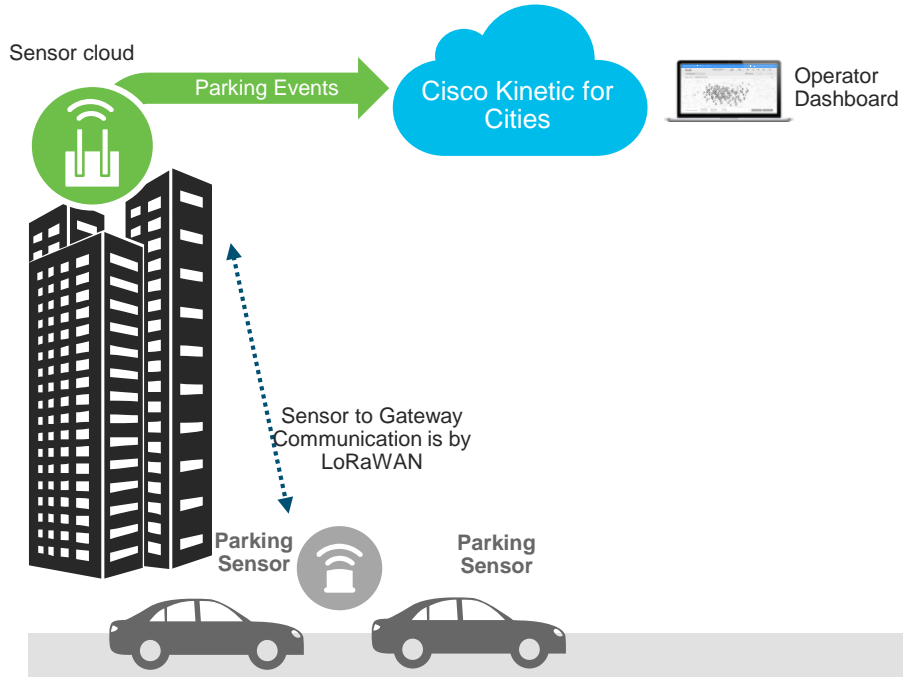 Sensor cloud
Parking Events
Cisco Kinetic for
Cities
Operator
Dashboard
Sensor to Gateway
Communication is by
LoRaWAN
Parking
Sensor
Parking
Sensor